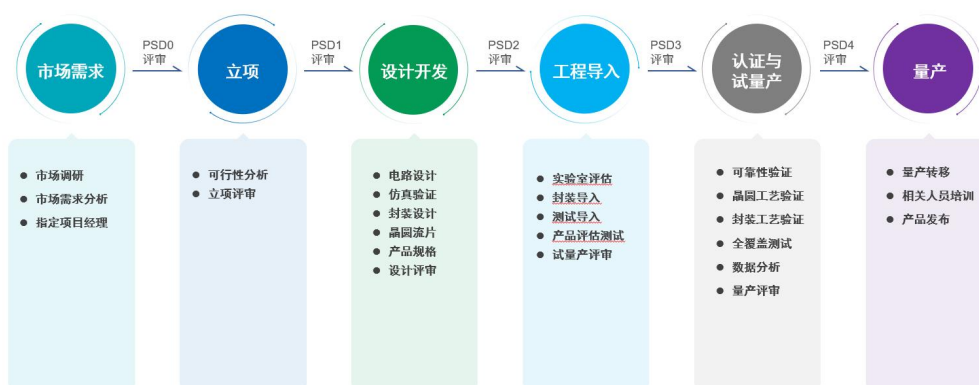 市场需求
PSD0
评审
立项
PSD1
评审
设计开发
PSD2
评审
工程导入
PSD3
评审
认证与
试量产
PSD4
评审
量产
● 市场调研
● 市场需求分析
● 指定项目经理
● 可行性分析
● 立项评审
● 电路设计
● 仿真验证
● 封装设计
● 晶圆流片
● 产品规格
● 设计评审
● 实验室评估
● 封装导入
● 测试导入
● 产品评估测试
● 试量产评审
● 可靠性验证
● 晶圆工艺验证
● 封装工艺验证
● 全覆盖测试
● 数据分析
● 量产评审
● 量产转移
● 相关人员培训
● 产品发布